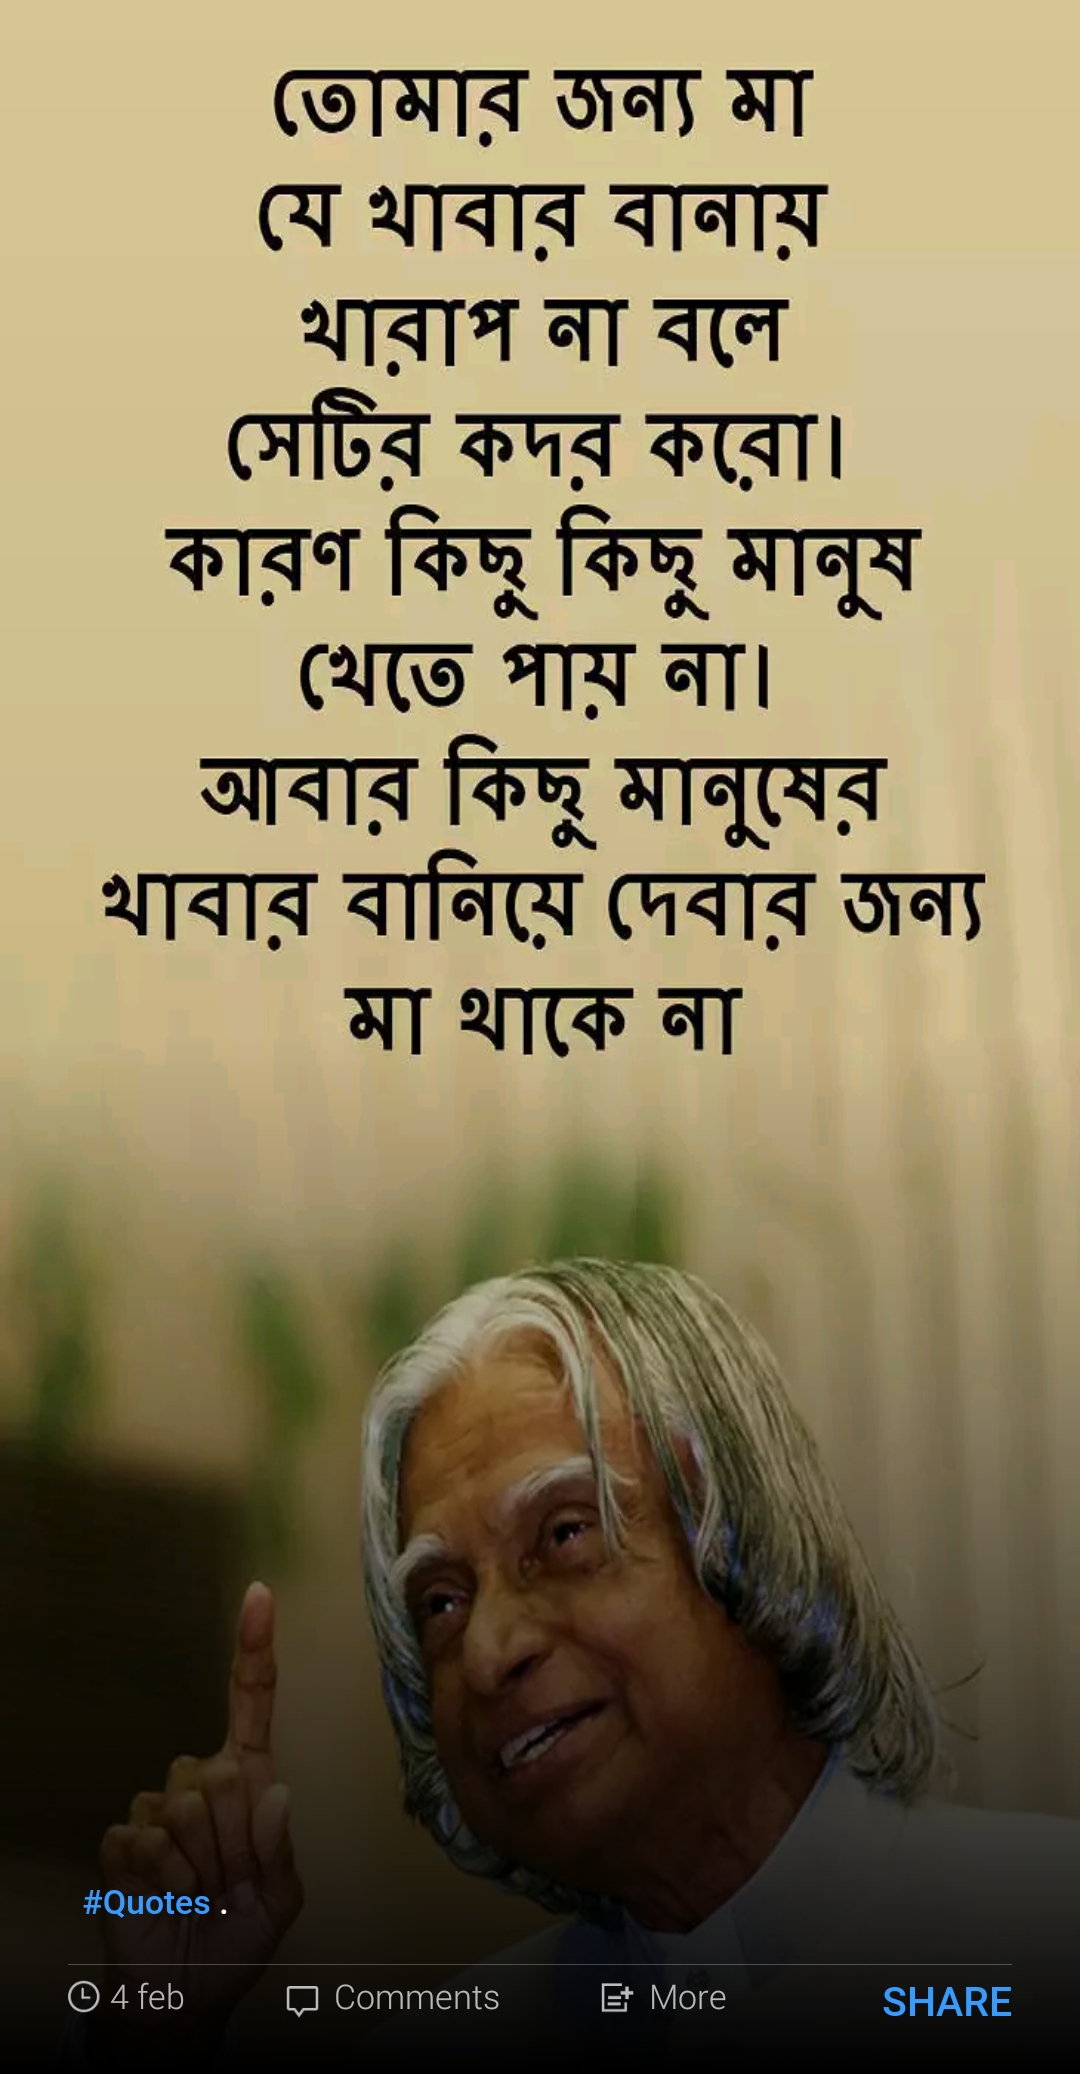 তোমার জন্য মা
যে খাবার বানায়
খারাপ না বলে
সেটির কদর করো।
কারণ কিছু কিছু মানুষ
খেতে পায় না।
আবার কিছু মানুষের
খাবার বানিয়ে দেবার জন্য
মা থাকে না
#Quotes .
4 feb Comments More SHARE